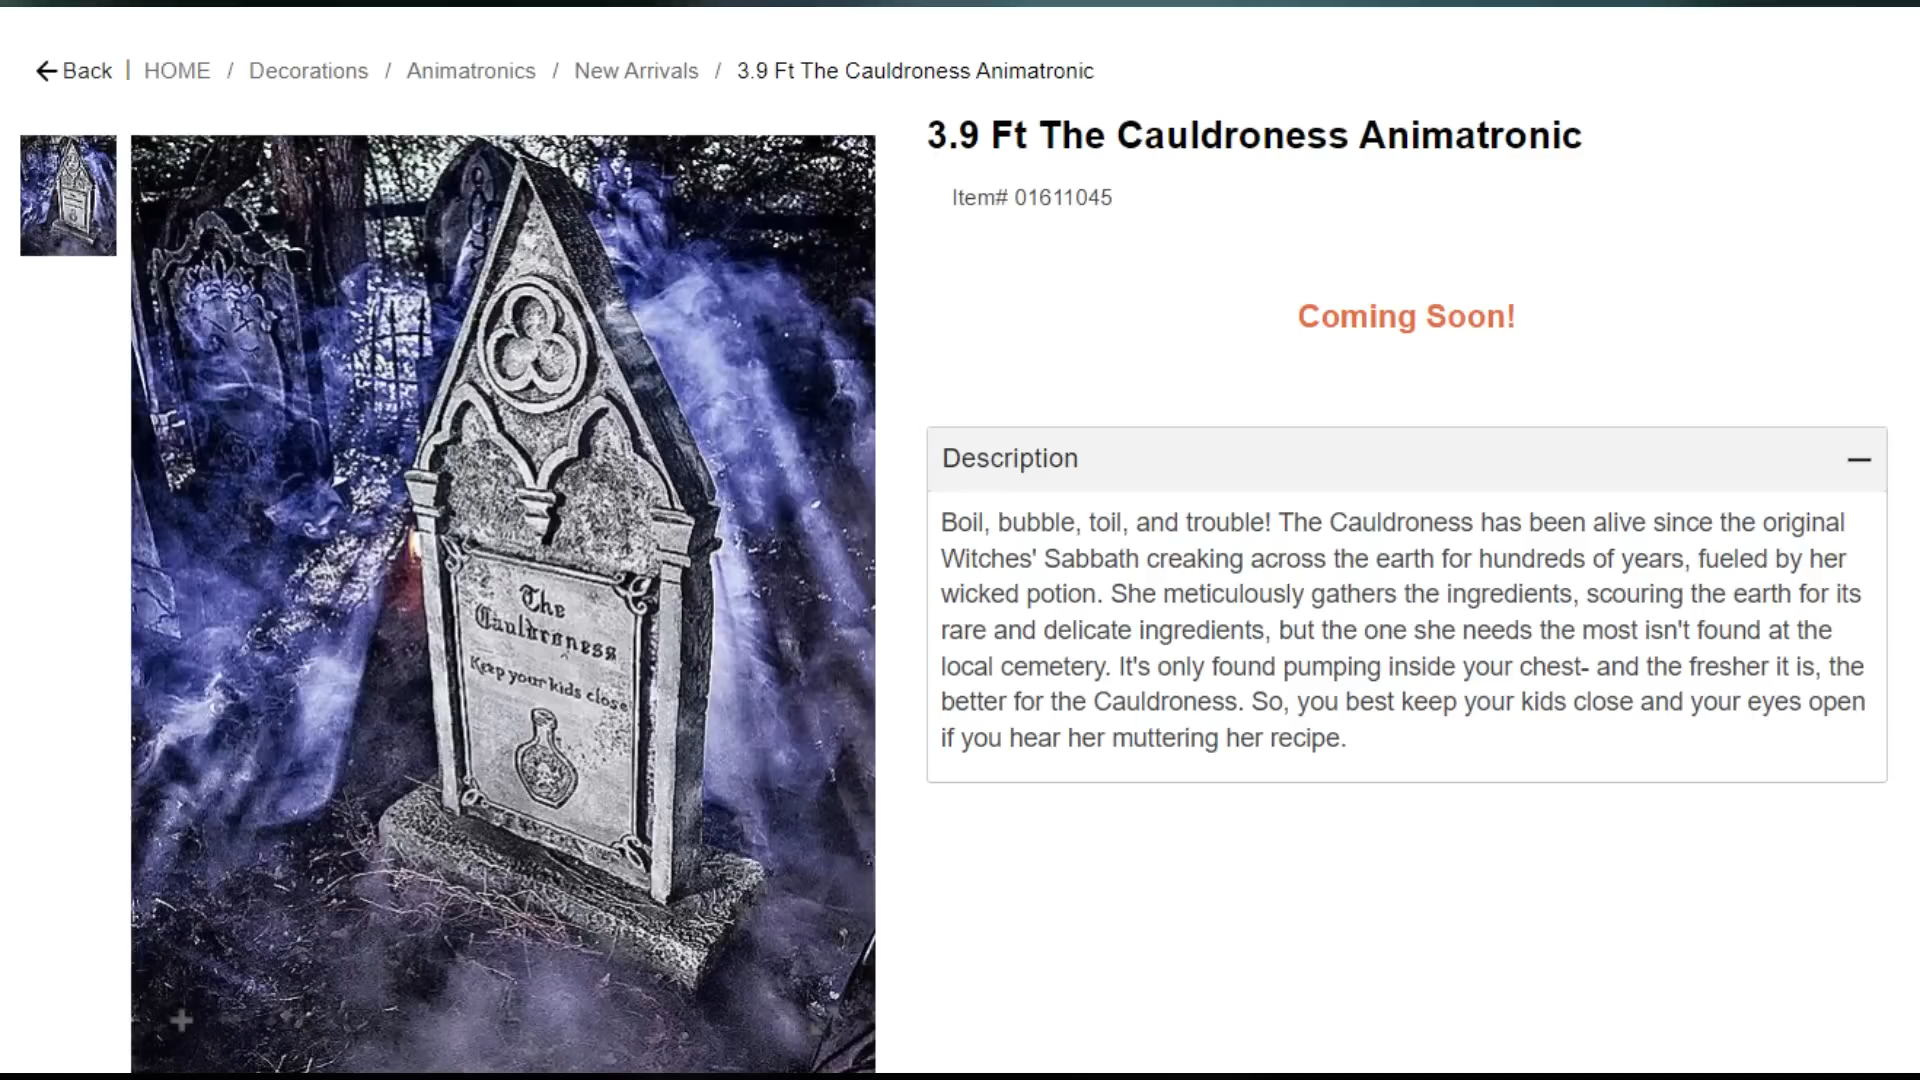 Back | HOME / Decorations / Animatronics / New Arrivals / 3.9 Ft The Cauldroness Animatronic
3.9 Ft The Cauldroness Animatronic
Item# 01611045
Coming Soon!
Description
Boil, bubble, toil, and trouble! The Cauldroness has been alive since the original
Witches' Sabbath creaking across the earth for hundreds of years, fueled by her
wicked potion. She meticulously gathers the ingredients, scouring the earth for its
rare and delicate ingredients, but the one she needs the most isn't found at the
local cemetery. It's only found pumping inside your chest- and the fresher it is, the
better for the Cauldroness. So, you best keep your kids close and your eyes open
if you hear her muttering her recipe.
The
Cauldroness
Keep your kids close